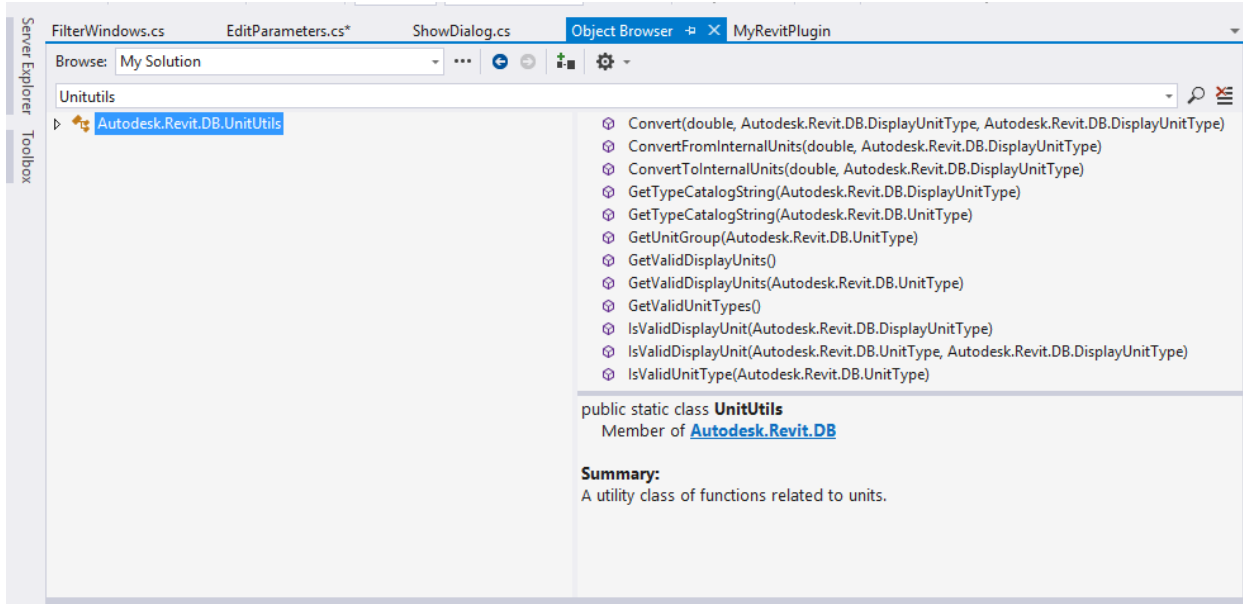 Server Explorer
Toolbox
FilterWindows.cs EditParameters.cs* ShowDialog.cs Object Browser MyRevitPlugin
Browse: My Solution
Unitutils
Autodesk.Revit.DB.UnitUtils
Convert(double, Autodesk.Revit.DB.DisplayUnitType, Autodesk.Revit.DB.DisplayUnitType)
ConvertFromInternalUnits(double, Autodesk.Revit.DB.DisplayUnitType)
ConvertToInternalUnits(double, Autodesk.Revit.DB.DisplayUnitType)
GetTypeCatalogString(Autodesk.Revit.DB.DisplayUnitType)
GetTypeCatalogString(Autodesk.Revit.DB.UnitType)
GetUnitGroup(Autodesk.Revit.DB.UnitType)
GetValidDisplayUnits()
GetValidDisplayUnits(Autodesk.Revit.DB.UnitType)
GetValidUnitTypes()
IsValidDisplayUnit(Autodesk.Revit.DB.DisplayUnitType)
IsValidDisplayUnit(Autodesk.Revit.DB.UnitType, Autodesk.Revit.DB.DisplayUnitType)
IsValidUnitType(Autodesk.Revit.DB.UnitType)
public static class UnitUtils
Member of Autodesk.Revit.DB
Summary:
A utility class of functions related to units.